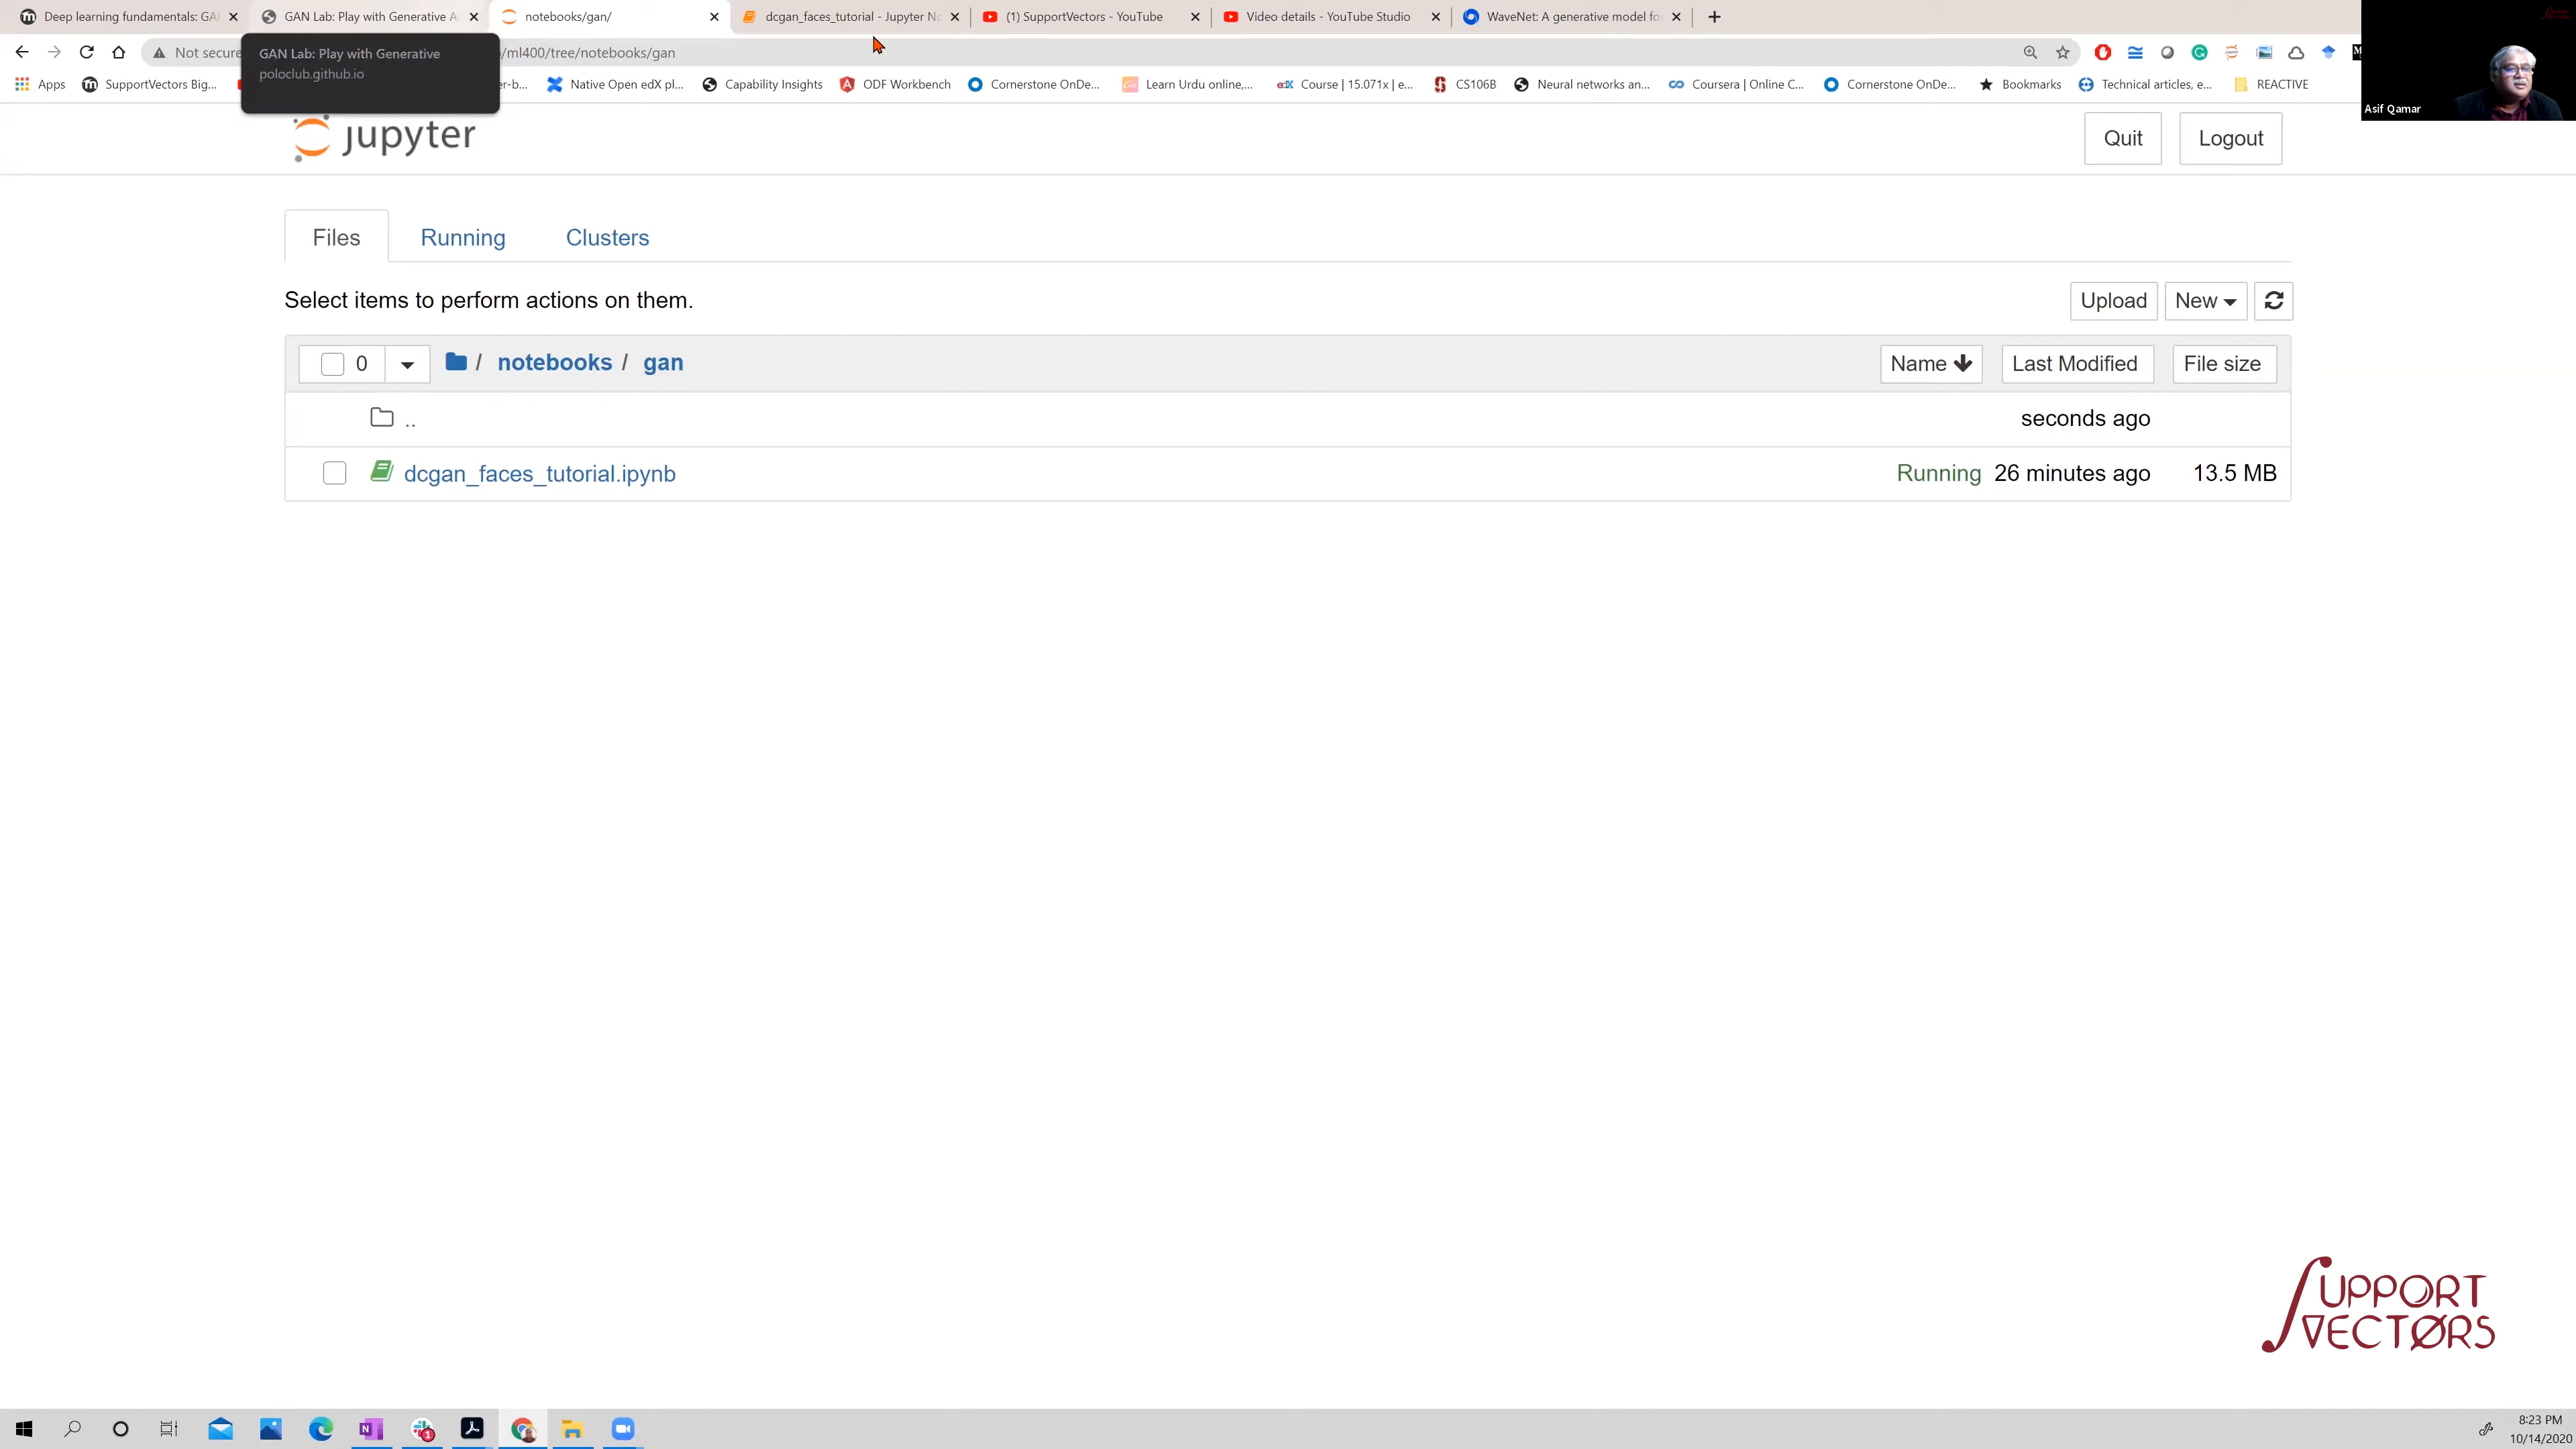 Deep learning fundamentals: GA
GAN Lab: Play with Generative A
notebooks/gan/
dcgan_faces_tutorial - Jupyter No
(1) SupportVectors - YouTube
Video details - YouTube Studio
WaveNet: A generative model fo
Not secure
/ml400/tree/notebooks/gan
GAN Lab: Play with Generative
poloclub.github.io
Apps
SupportVectors Big...
er-b...
Native Open edX pl...
Capability Insights
ODF Workbench
Cornerstone OnDe...
Learn Urdu online,...
Course | 15.071x | e...
CS106B
Neural networks an...
Coursera | Online C...
Cornerstone OnDe...
Bookmarks
Technical articles, e...
REACTIVE
Asif Qamar
jupyter
Quit
Logout
Files
Running
Clusters
Select items to perform actions on them.
Upload
New
0
/ notebooks / gan
Name
Last Modified
File size
..
seconds ago
dcgan_faces_tutorial.ipynb
Running
26 minutes ago
13.5 MB
SUPPORT
VECTORS
8:23 PM
10/14/2020